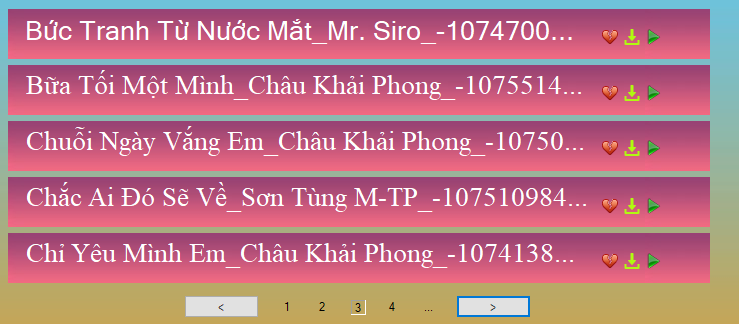 Bức Tranh Từ Nước Mắt_Mr. Siro_-1074700...
Bữa Tối Một Mình_Châu Khải Phong_-1075514...
Chuỗi Ngày Vắng Em_Châu Khải Phong_-10750...
Chắc Ai Đó Sẽ Về_Sơn Tùng M-TP_-107510984...
Chỉ Yêu Mình Em_Châu Khải Phong_-1074138...
< 1 2 3 4 ... >